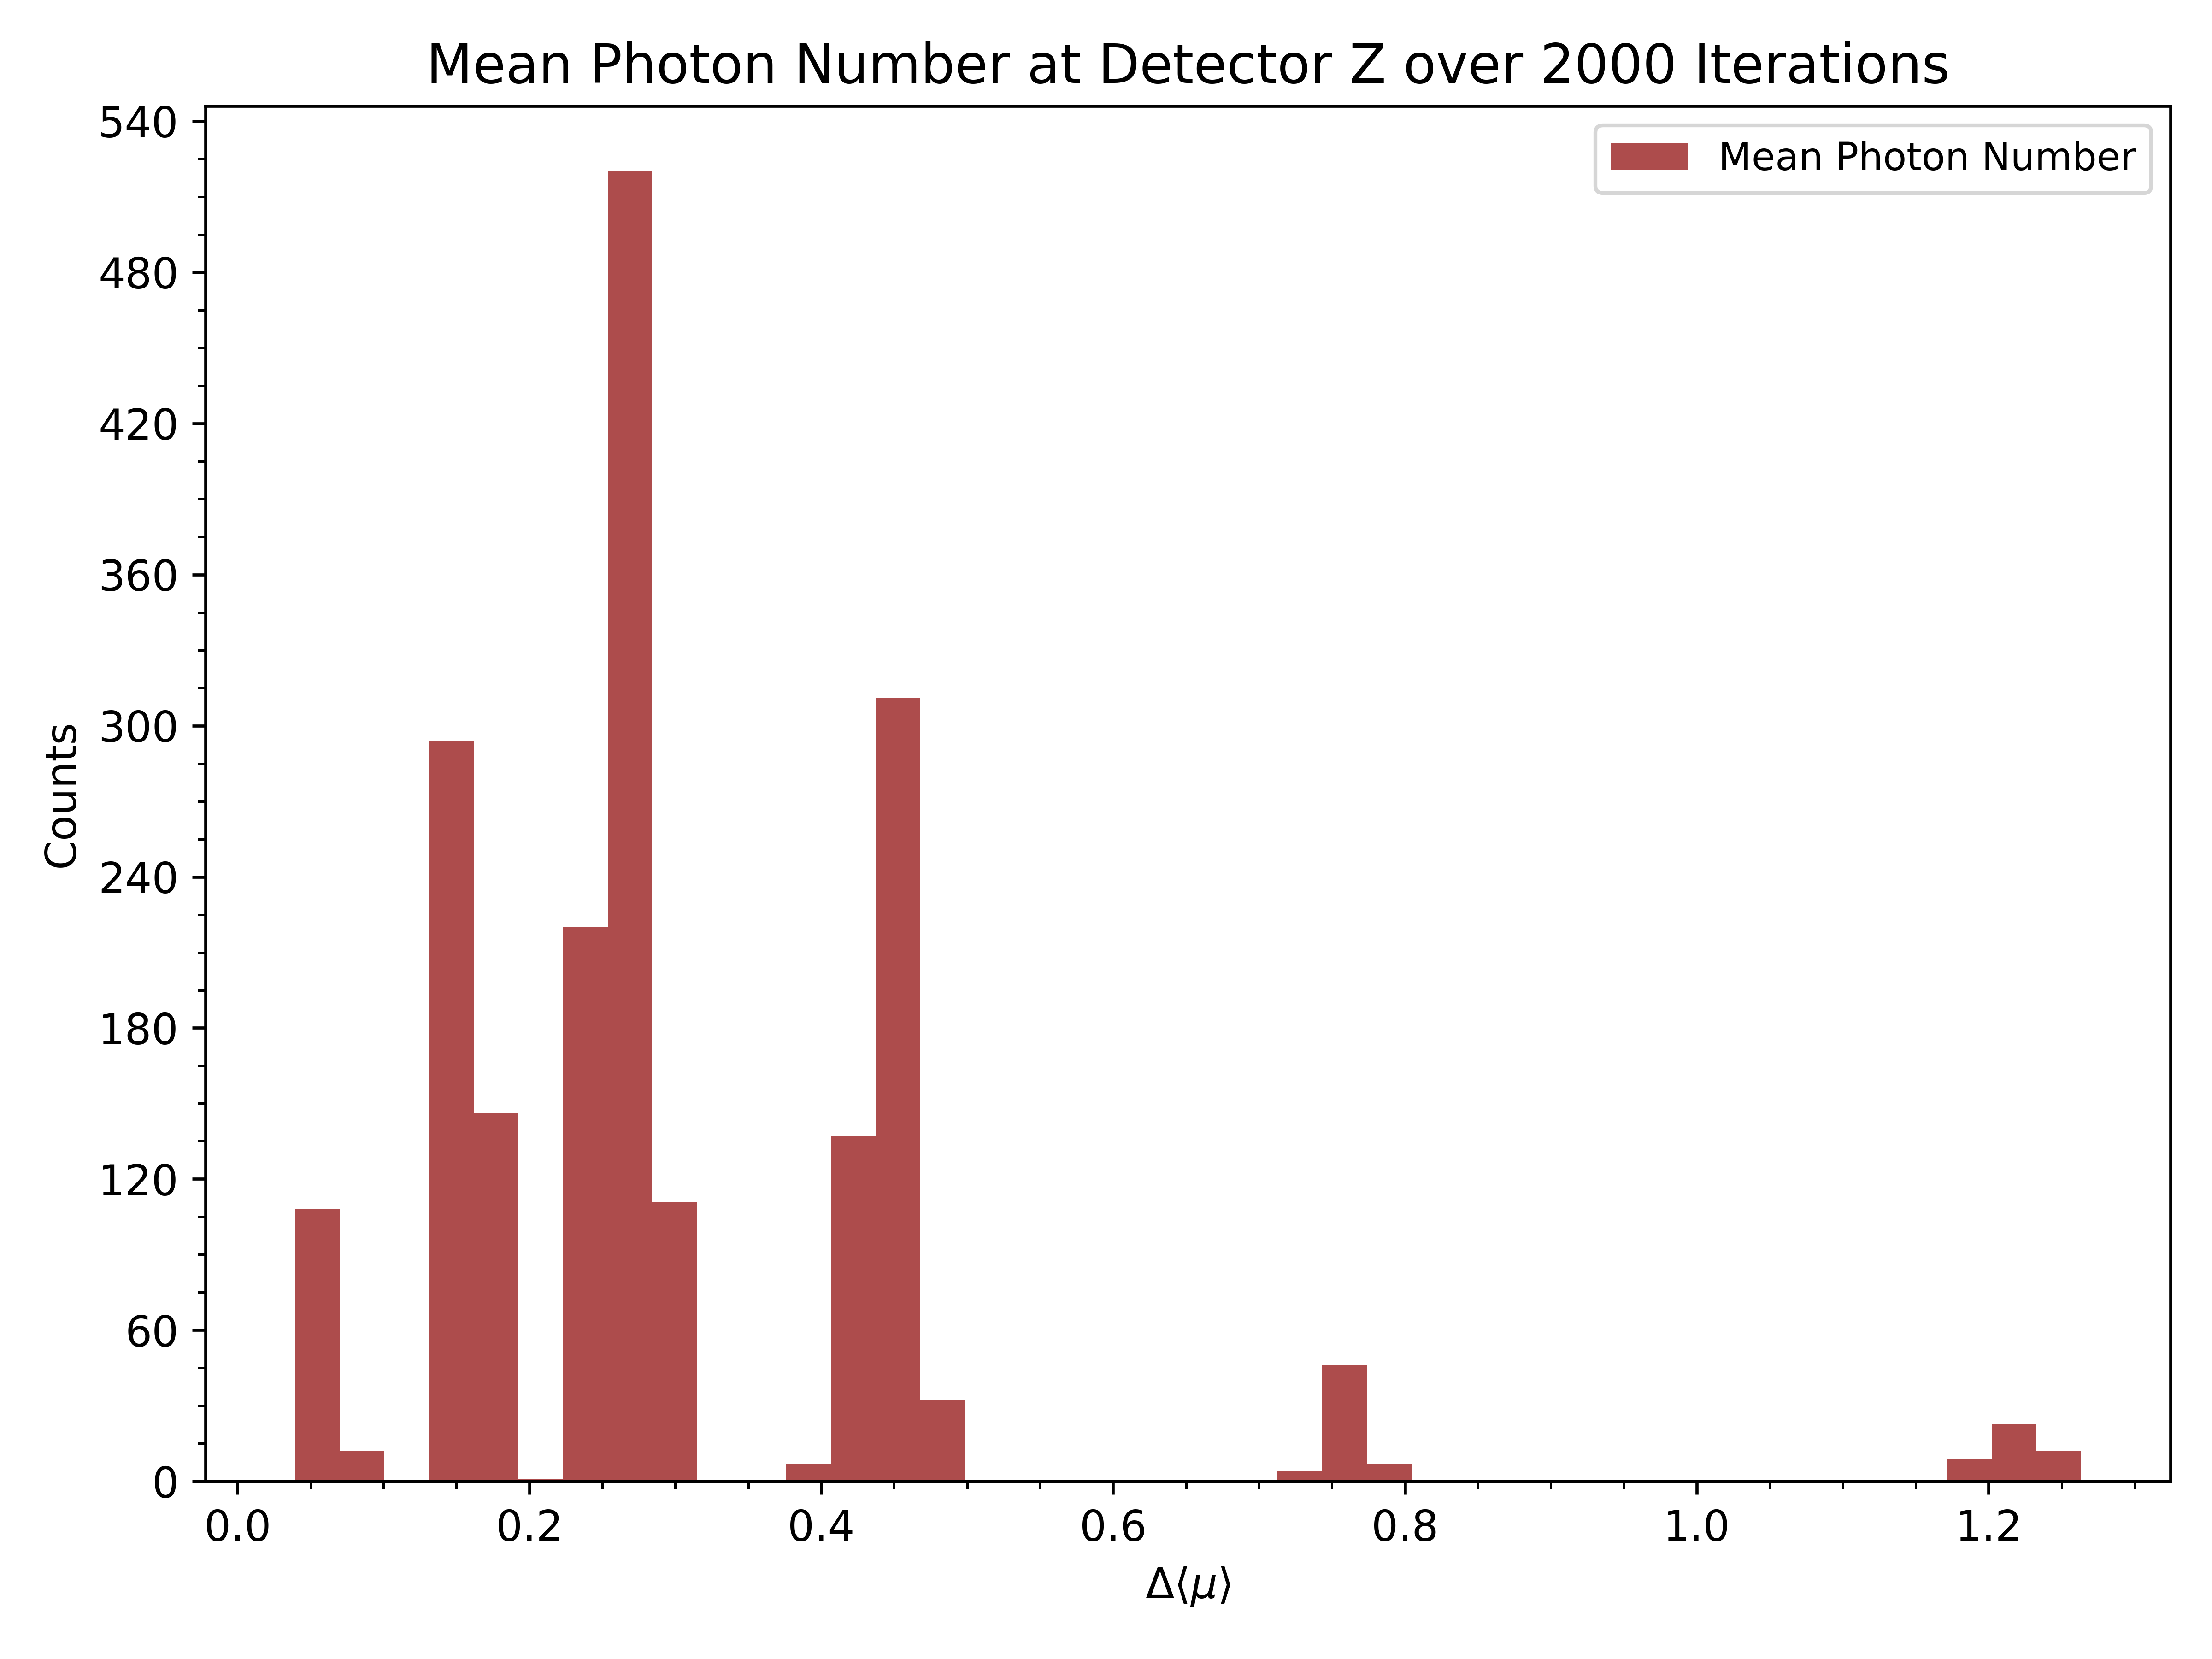 Mean Photon Number at Detector Z over 2000 Iterations
Mean Photon Number
540
480
420
360
300
240
180
120
60
0
Counts
0.0 0.2 0.4 0.6 0.8 1.0 1.2
Δ⟨μ⟩